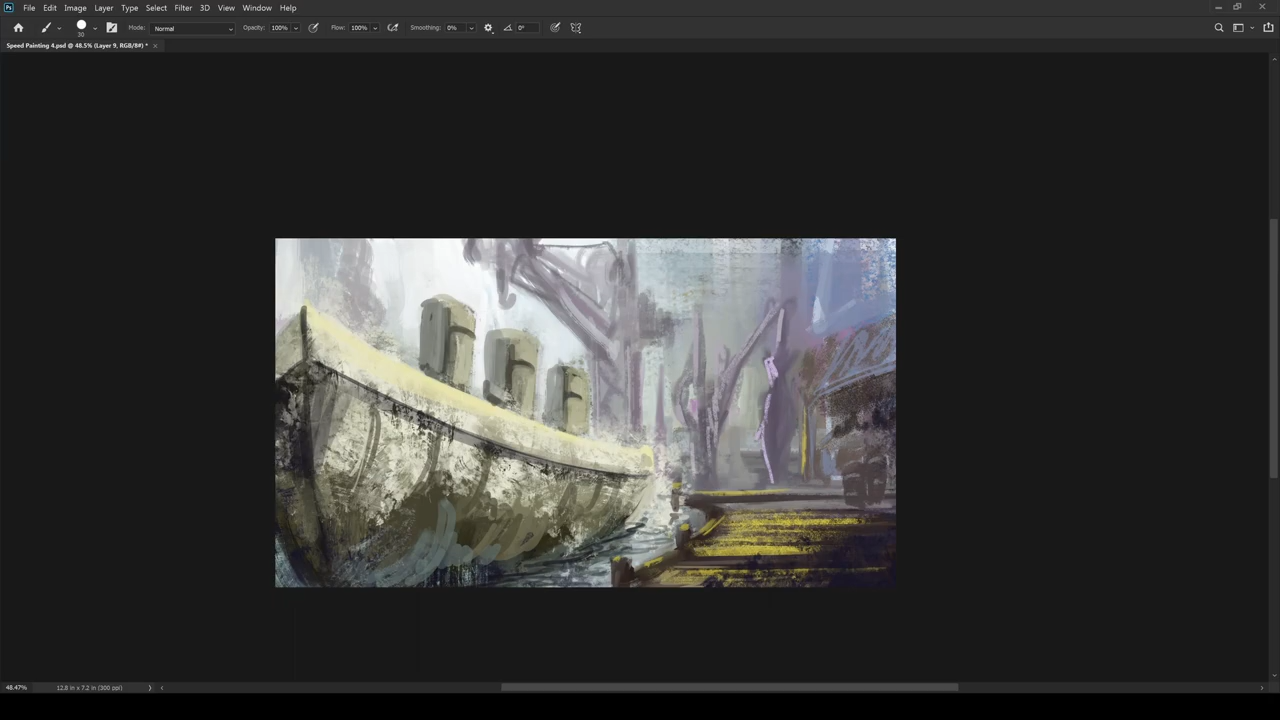 Ps File Edit Image Layer Type Select Filter 3D View Window Help
30 Mode: Normal Opacity: 100% Flow: 100% Smoothing: 0% 0°
Speed Painting 4.psd @ 48.5% (Layer 9, RGB/8#) *
48.47% 12.8 in x 7.2 in (300 ppi)